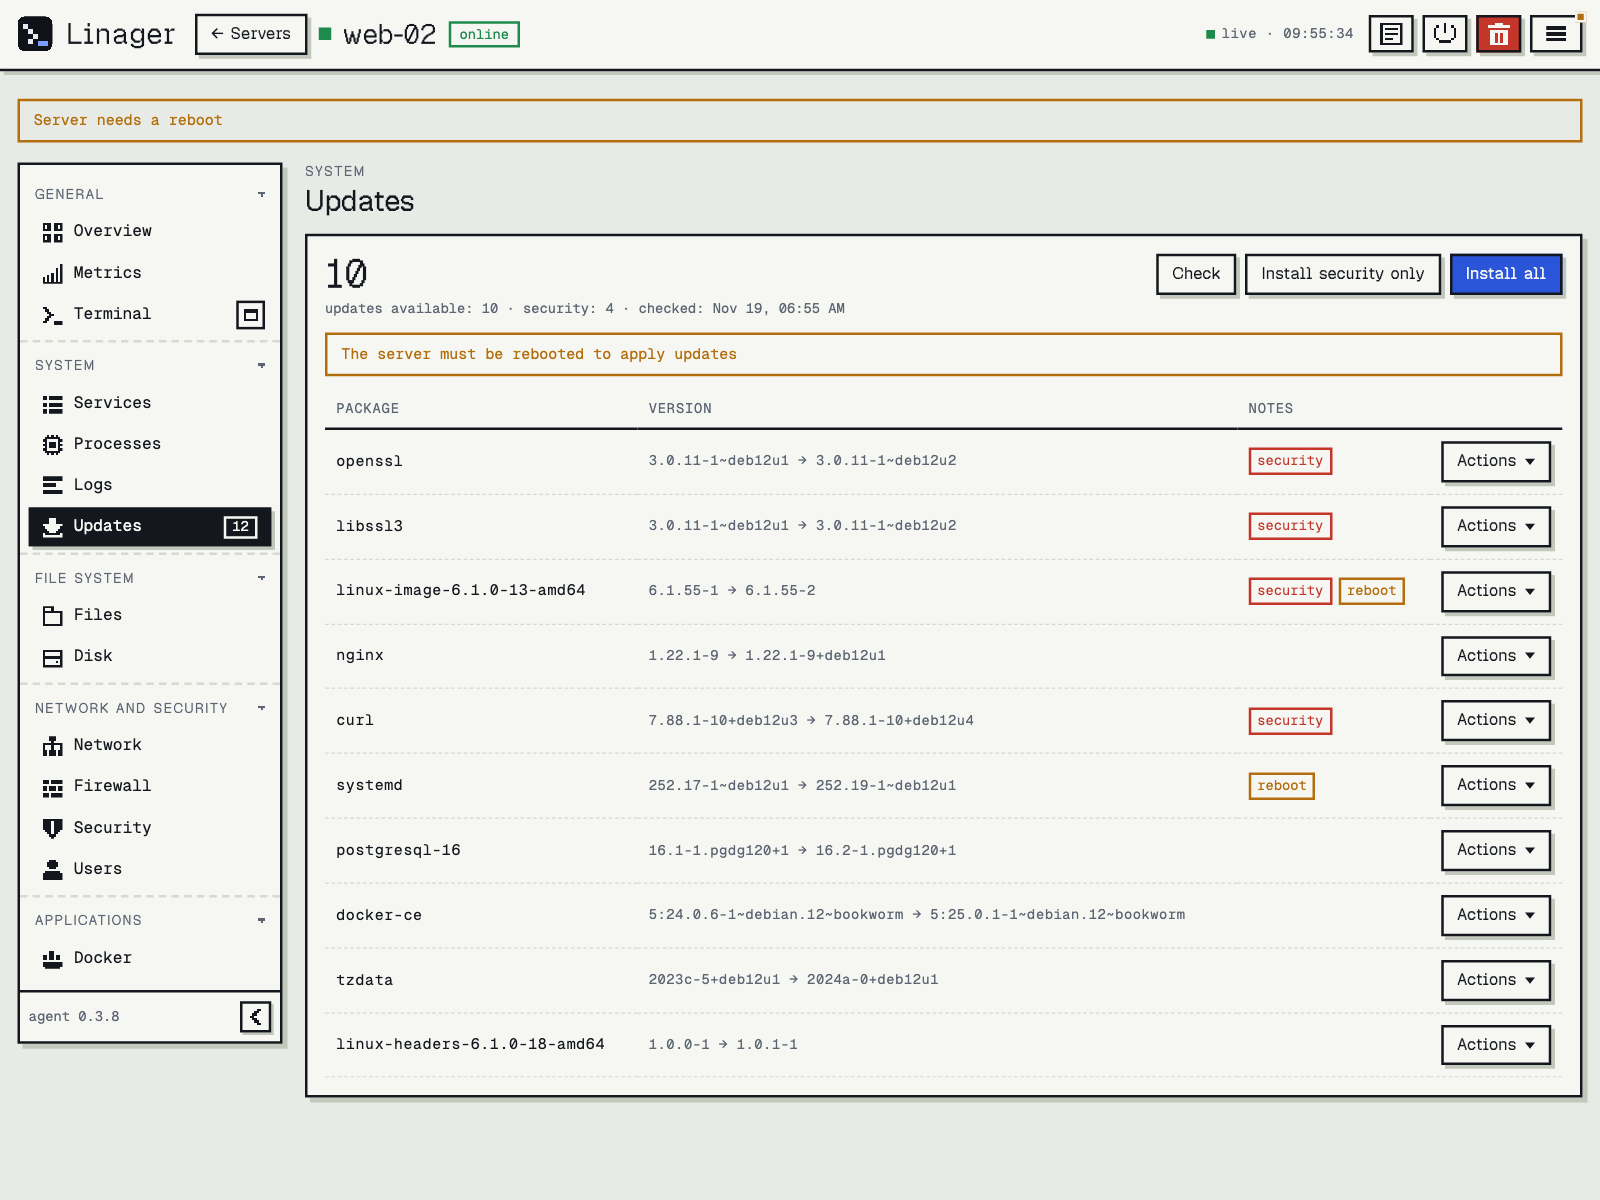 Linager
← Servers
web-02
online
live · 09:55:34
Server needs a reboot
GENERAL
Overview
Metrics
Terminal
SYSTEM
Services
Processes
Logs
Updates 12
FILE SYSTEM
Files
Disk
NETWORK AND SECURITY
Network
Firewall
Security
Users
APPLICATIONS
Docker
agent 0.3.8
SYSTEM
Updates
10
updates available: 10 · security: 4 · checked: Nov 19, 06:55 AM
Check
Install security only
Install all
The server must be rebooted to apply updates
PACKAGE VERSION NOTES
openssl 3.0.11-1~deb12u1 → 3.0.11-1~deb12u2 security Actions
libssl3 3.0.11-1~deb12u1 → 3.0.11-1~deb12u2 security Actions
linux-image-6.1.0-13-amd64 6.1.55-1 → 6.1.55-2 security reboot Actions
nginx 1.22.1-9 → 1.22.1-9+deb12u1 Actions
curl 7.88.1-10+deb12u3 → 7.88.1-10+deb12u4 security Actions
systemd 252.17-1~deb12u1 → 252.19-1~deb12u1 reboot Actions
postgresql-16 16.1-1.pgdg120+1 → 16.2-1.pgdg120+1 Actions
docker-ce 5:24.0.6-1~debian.12~bookworm → 5:25.0.1-1~debian.12~bookworm Actions
tzdata 2023c-5+deb12u1 → 2024a-0+deb12u1 Actions
linux-headers-6.1.0-18-amd64 1.0.0-1 → 1.0.1-1 Actions